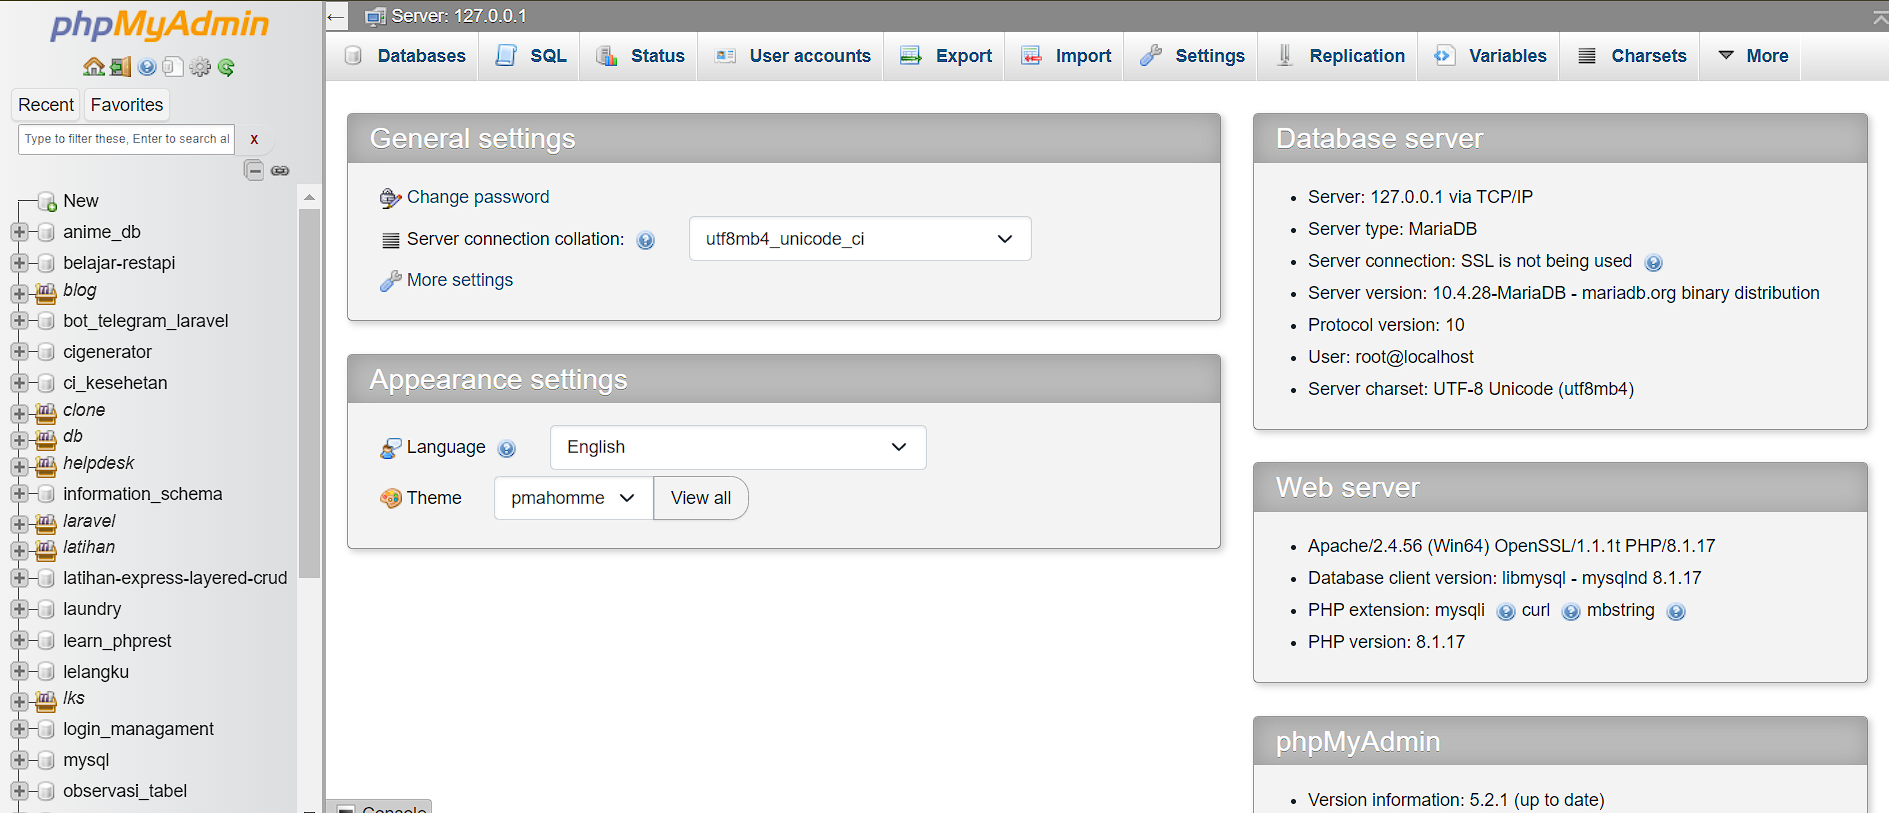 phpMyAdmin
Recent Favorites
Type to filter these, Enter to search al X
New
anime_db
belajar-restapi
blog
bot_telegram_laravel
cigenerator
ci_kesehetan
clone
db
helpdesk
information_schema
laravel
latihan
latihan-express-layered-crud
laundry
learn_phprest
lelangku
lks
login_managament
mysql
observasi_tabel
Server: 127.0.0.1
Databases SQL Status User accounts Export Import Settings Replication Variables Charsets More
General settings
Change password
Server connection collation: utf8mb4_unicode_ci
More settings
Appearance settings
Language English
Theme pmahomme View all
Console
Database server
Server: 127.0.0.1 via TCP/IP
Server type: MariaDB
Server connection: SSL is not being used
Server version: 10.4.28-MariaDB - mariadb.org binary distribution
Protocol version: 10
User: root@localhost
Server charset: UTF-8 Unicode (utf8mb4)
Web server
Apache/2.4.56 (Win64) OpenSSL/1.1.1t PHP/8.1.17
Database client version: libmysql - mysqlnd 8.1.17
PHP extension: mysqli curl mbstring
PHP version: 8.1.17
phpMyAdmin
Version information: 5.2.1 (up to date)